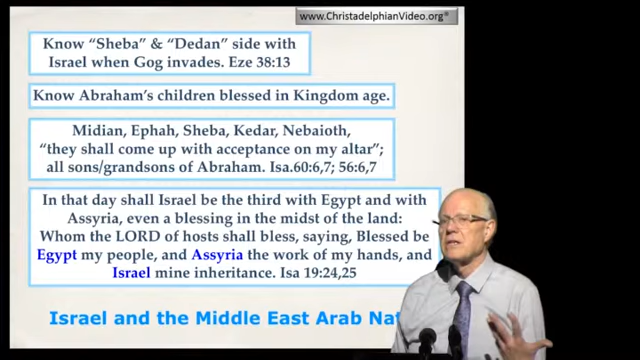 www.ChristadelphianVideo.org®
Know “Sheba” & “Dedan” side with
Israel when Gog invades. Eze 38:13
Know Abraham’s children blessed in Kingdom age.
Midian, Ephah, Sheba, Kedar, Nebaioth,
“they shall come up with acceptance on my altar”;
all sons/grandsons of Abraham. Isa.60:6,7; 56:6,7
In that day shall Israel be the third with Egypt and with
Assyria, even a blessing in the midst of the land:
Whom the LORD of hosts shall bless, saying, Blessed be
Egypt my people, and Assyria the work of my hands, and
Israel mine inheritance. Isa 19:24,25
Israel and the Middle East Arab Nat